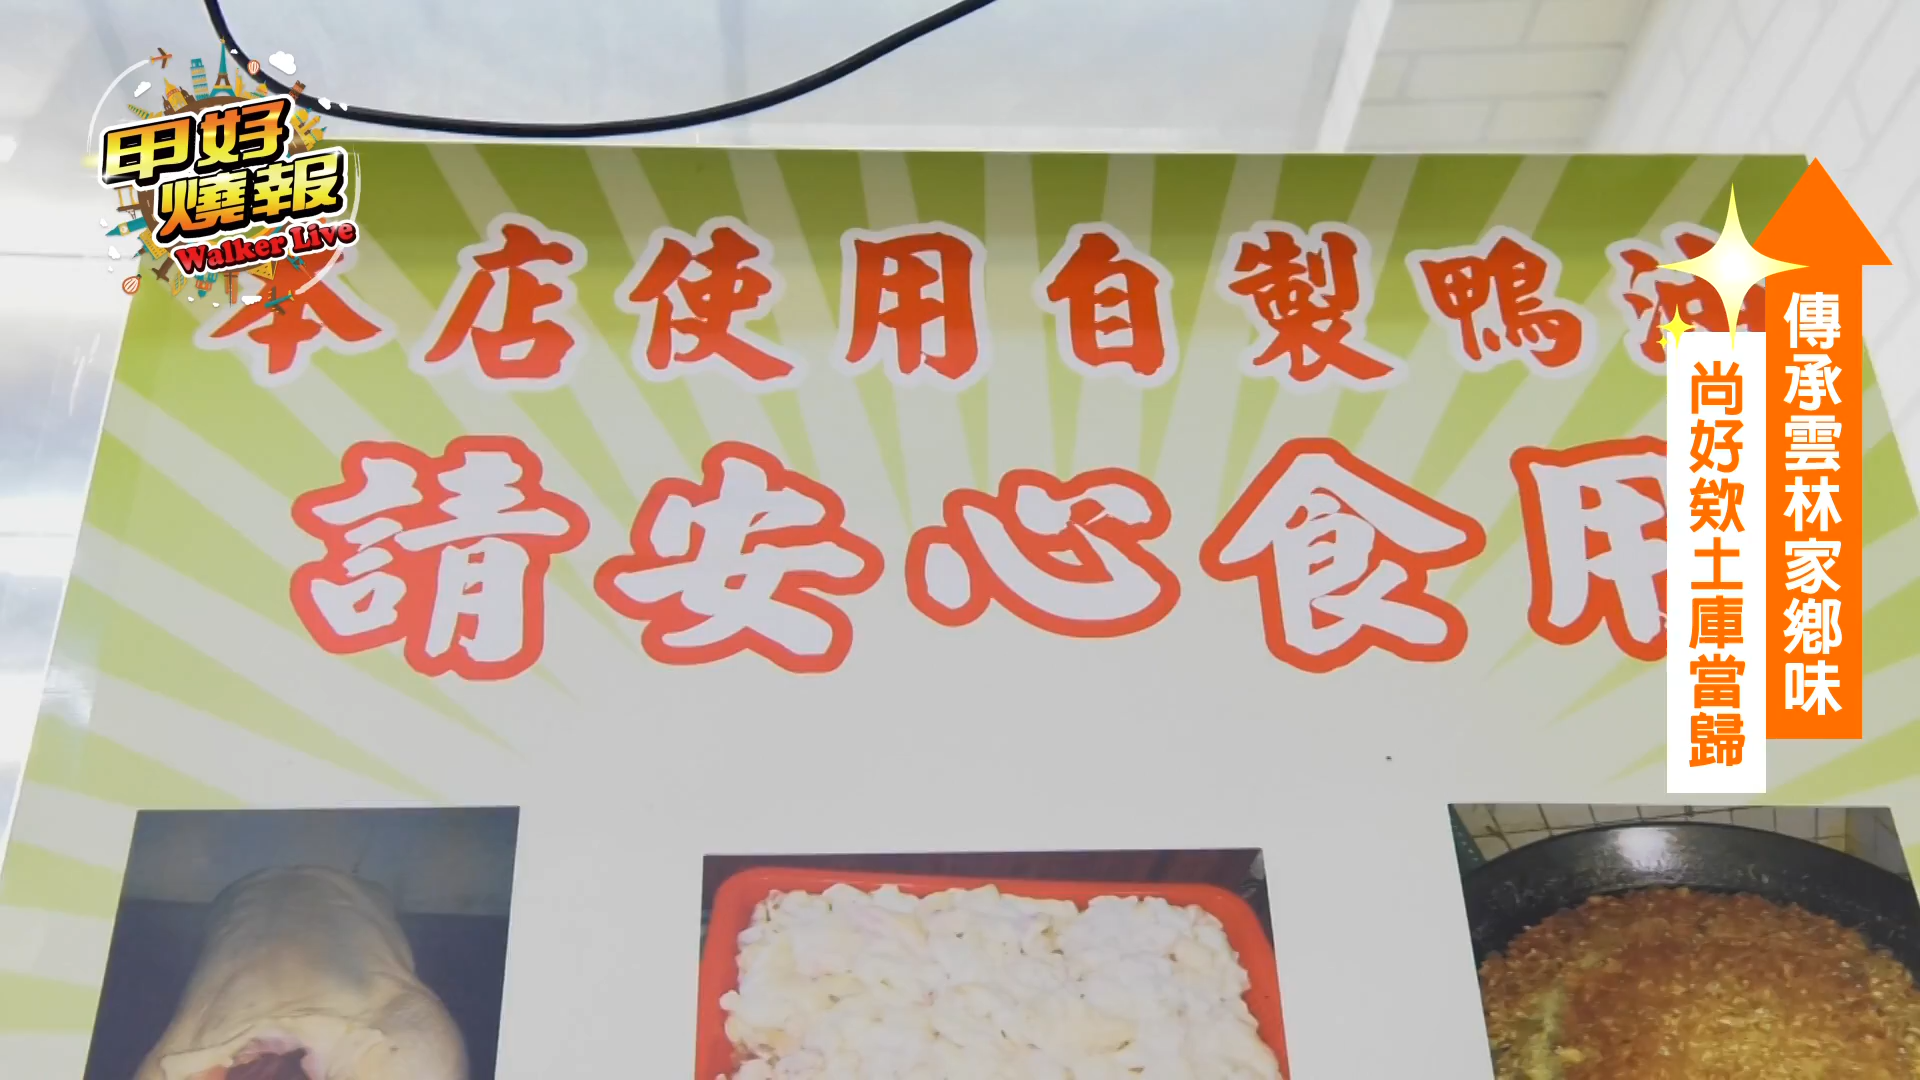 甲好
燒報
Walker Live
本店使用自製鴨油
請安心食用
傳承雲林家鄉味
尚好欸土庫當歸